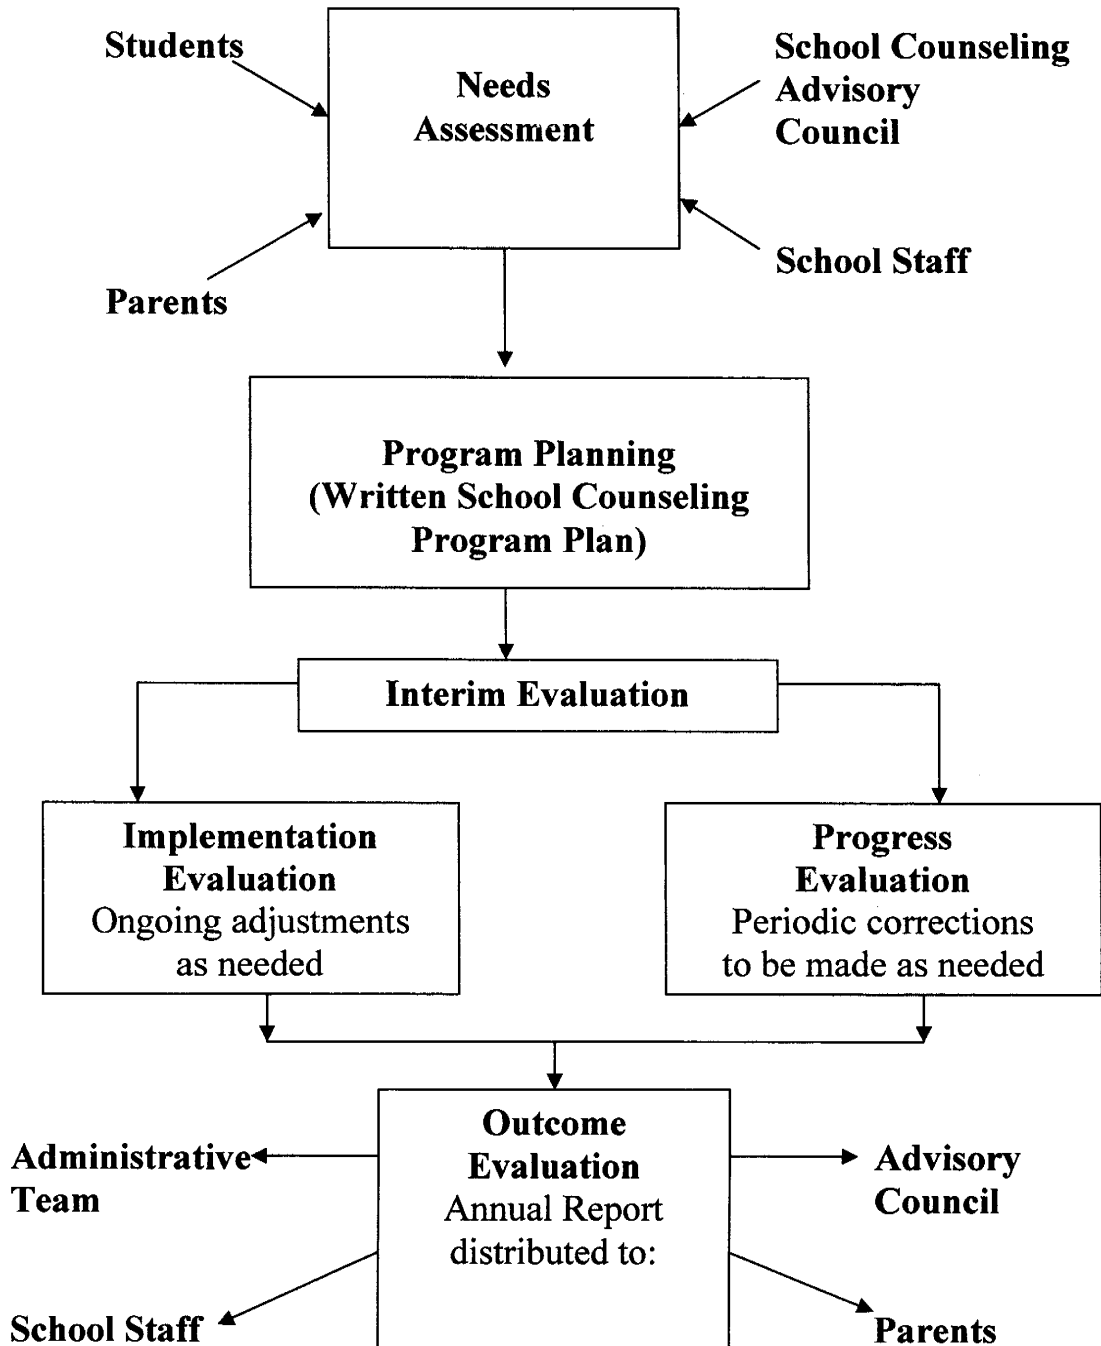 Students
Needs
Assessment
School Counseling
Advisory
Council
Parents
School Staff
Program Planning
(Written School Counseling
Program Plan)
Interim Evaluation
Implementation
Evaluation
Ongoing adjustments
as needed
Progress
Evaluation
Periodic corrections
to be made as needed
Outcome
Evaluation
Annual Report
distributed to:
Administrative
Team
Advisory
Council
School Staff
Parents